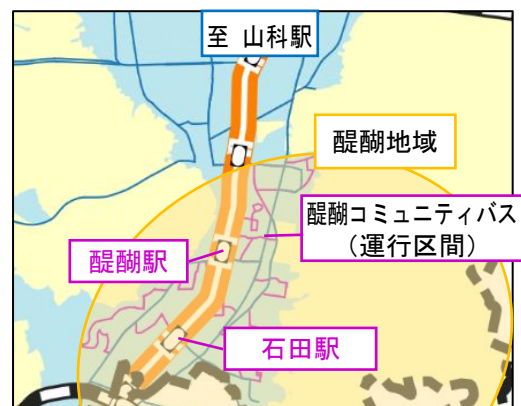 至 山科駅
醍醐地域
醍醐コミュニティバス
（運行区間）
醍醐駅
石田駅